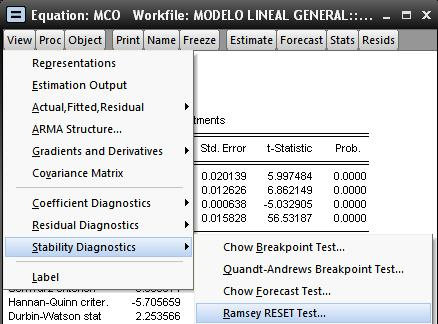 Equation: MCO Workfile: MODELO LINEAL GENERAL::...
View Proc Object Print Name Freeze Estimate Forecast Stats Resids
Representations
Estimation Output
Actual,Fitted,Residual
ARMA Structure...
Gradients and Derivatives
Covariance Matrix
Coefficient Diagnostics
Residual Diagnostics
Stability Diagnostics
Label
tments
Std. Error t-Statistic Prob.
0.020139 5.997484 0.0000
0.012626 6.862149 0.0000
0.000638 -5.032905 0.0000
0.015828 56.53187 0.0000
Chow Breakpoint Test...
Quandt-Andrews Breakpoint Test...
Chow Forecast Test...
Ramsey RESET Test...
Hannan-Quinn criter. -5.705659
Durbin-Watson stat 2.253566